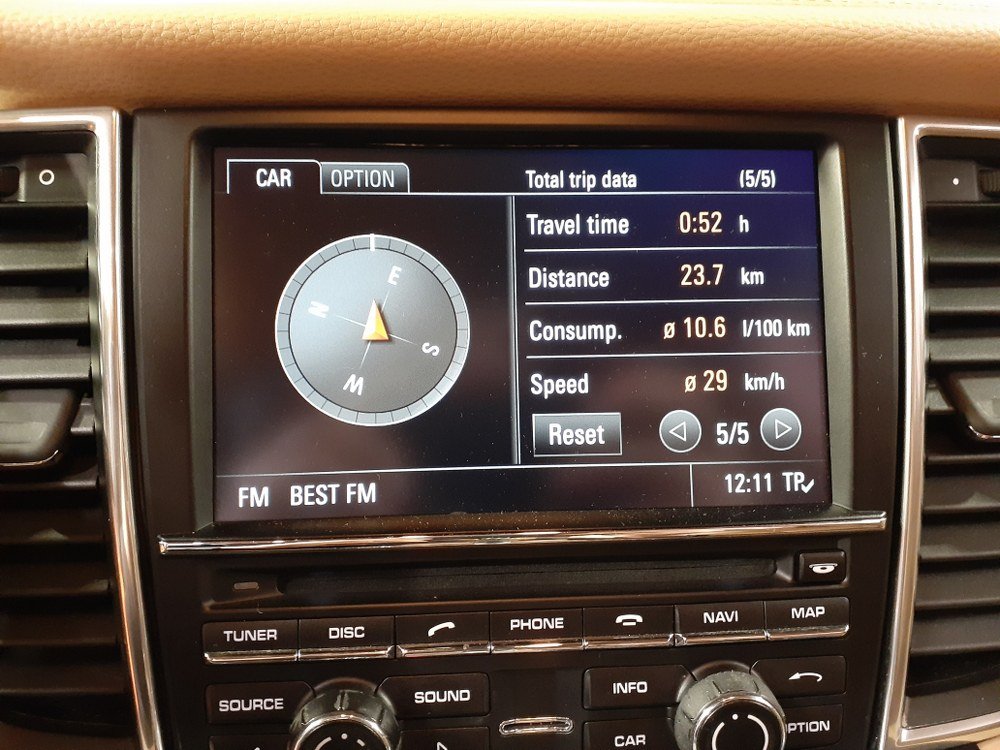 CAR OPTION Total trip data (5/5)
Travel time 0:52 h
Distance 23.7 km
Consump. ø 10.6 l/100 km
Speed ø 29 km/h
Reset 5/5
E
N
S
W
FM BEST FM 12:11 TP
TUNER DISC PHONE NAVI MAP
SOURCE SOUND INFO
CAR OPTION